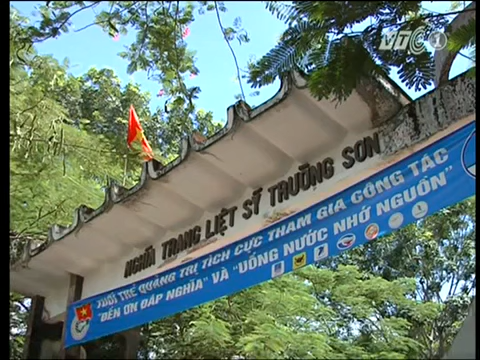 VTC1
NGHĨA TRANG LIỆT SỸ TRƯỜNG SƠN
TUỔI TRẺ QUẢNG TRỊ TÍCH CỰC THAM GIA CÔNG TÁC
"ĐỀN ƠN ĐÁP NGHĨA" VÀ "UỐNG NƯỚC NHỚ NGUỒN"